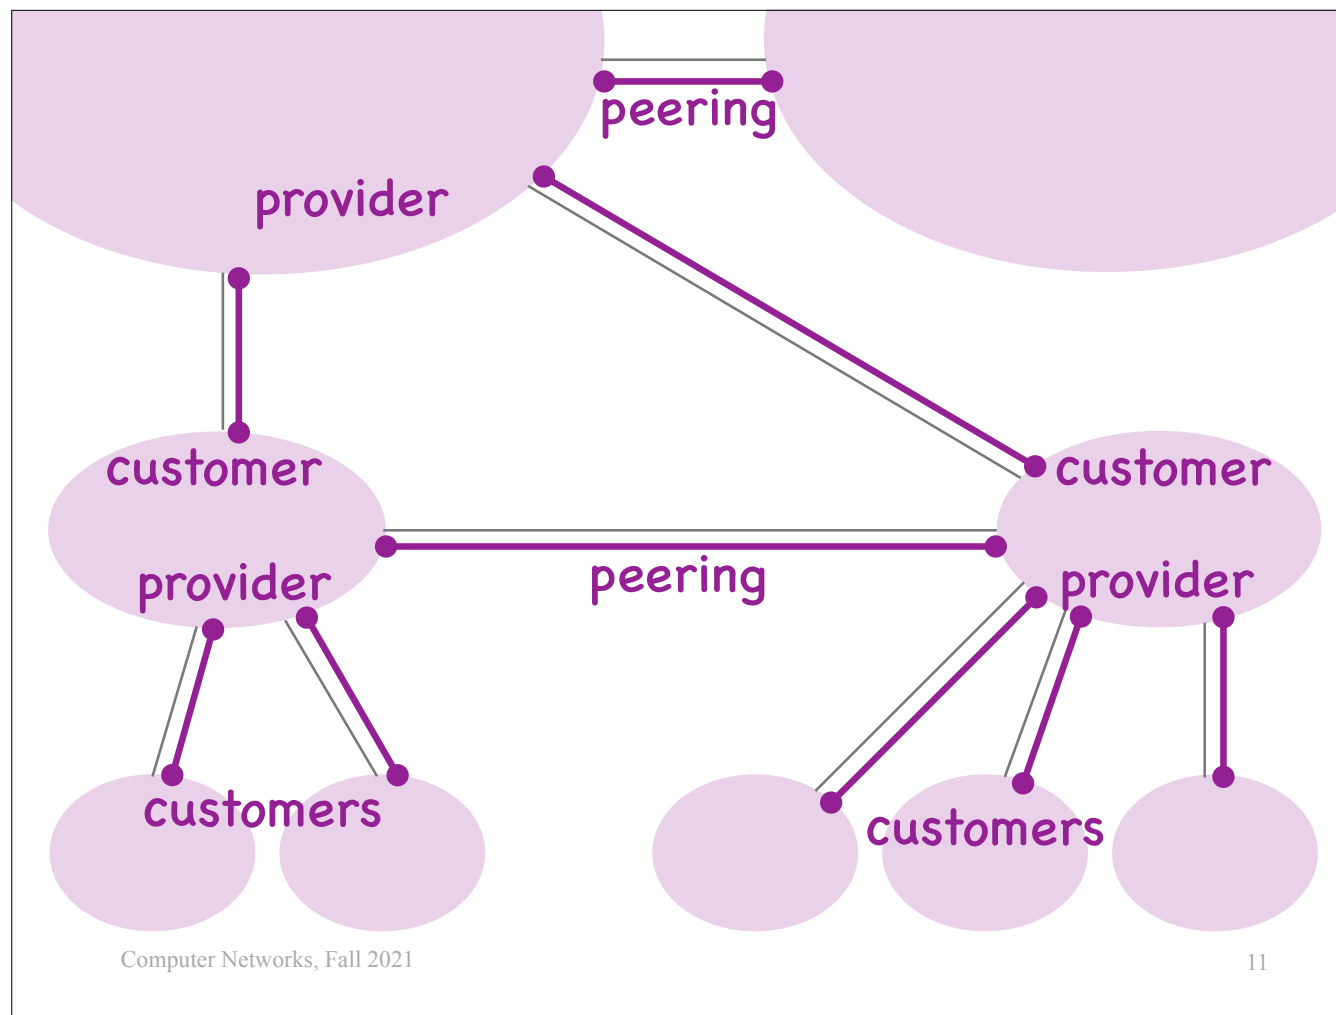 peering
provider
customer
customer
provider
peering
provider
customers
customers
Computer Networks, Fall 2021
11